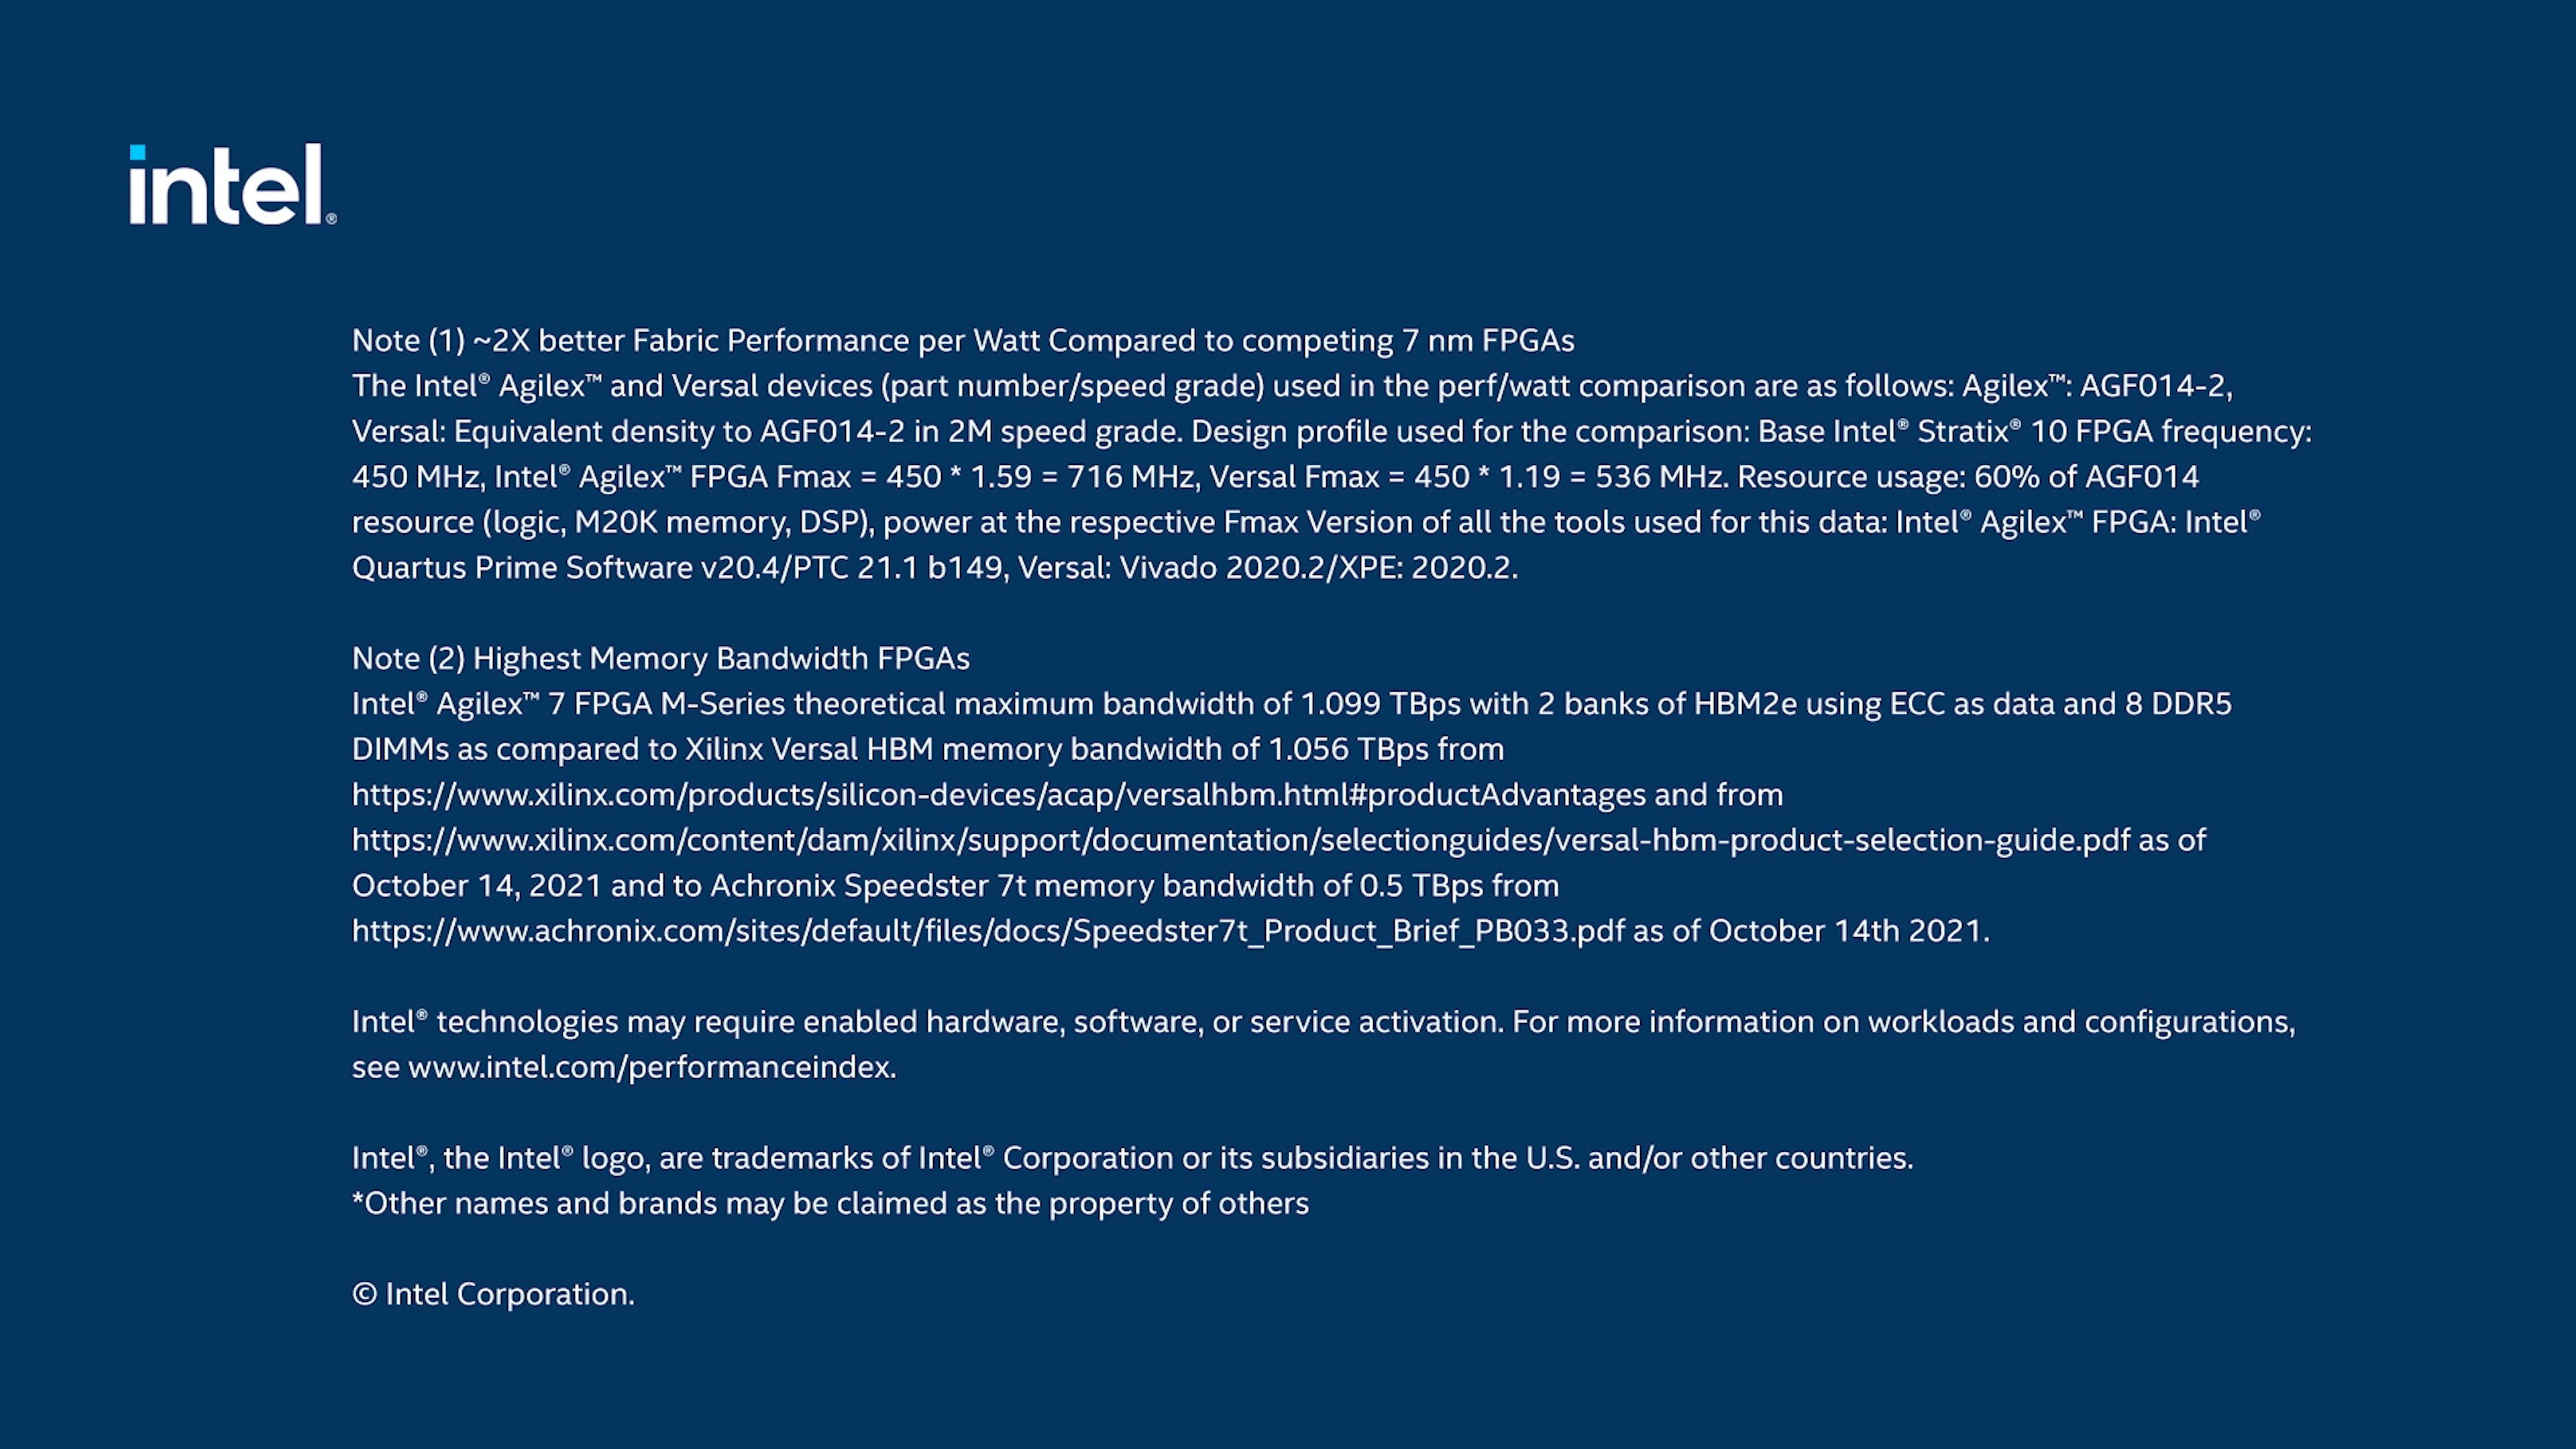 intel®
Note (1) ~2X better Fabric Performance per Watt Compared to competing 7 nm FPGAs
The Intel® Agilex™ and Versal devices (part number/speed grade) used in the perf/watt comparison are as follows: Agilex™: AGF014-2,
Versal: Equivalent density to AGF014-2 in 2M speed grade. Design profile used for the comparison: Base Intel® Stratix® 10 FPGA frequency:
450 MHz, Intel® Agilex™ FPGA Fmax = 450 * 1.59 = 716 MHz, Versal Fmax = 450 * 1.19 = 536 MHz. Resource usage: 60% of AGF014
resource (logic, M20K memory, DSP), power at the respective Fmax Version of all the tools used for this data: Intel® Agilex™ FPGA: Intel®
Quartus Prime Software v20.4/PTC 21.1 b149, Versal: Vivado 2020.2/XPE: 2020.2.
Note (2) Highest Memory Bandwidth FPGAs
Intel® Agilex™ 7 FPGA M-Series theoretical maximum bandwidth of 1.099 TBps with 2 banks of HBM2e using ECC as data and 8 DDR5
DIMMs as compared to Xilinx Versal HBM memory bandwidth of 1.056 TBps from
https://www.xilinx.com/products/silicon-devices/acap/versalhbm.html#productAdvantages and from
https://www.xilinx.com/content/dam/xilinx/support/documentation/selectionguides/versal-hbm-product-selection-guide.pdf as of
October 14, 2021 and to Achronix Speedster 7t memory bandwidth of 0.5 TBps from
https://www.achronix.com/sites/default/files/docs/Speedster7t_Product_Brief_PB033.pdf as of October 14th 2021.
Intel® technologies may require enabled hardware, software, or service activation. For more information on workloads and configurations,
see www.intel.com/performanceindex.
Intel®, the Intel® logo, are trademarks of Intel® Corporation or its subsidiaries in the U.S. and/or other countries.
*Other names and brands may be claimed as the property of others
© Intel Corporation.